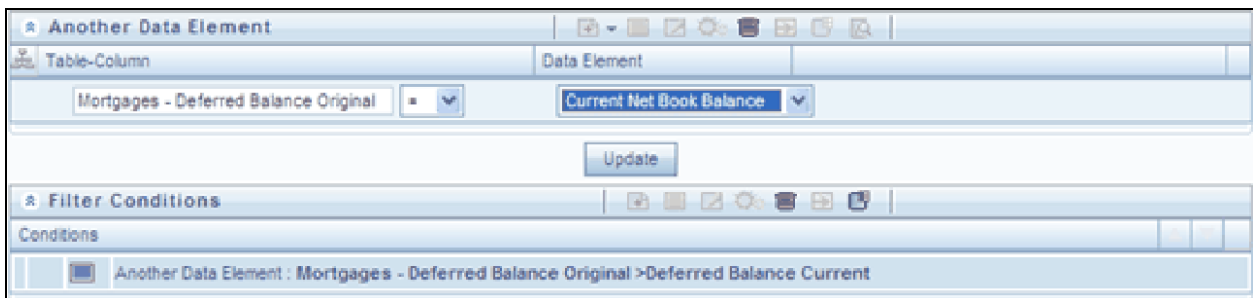 Another Data Element
Table-Column Data Element
Mortgages - Deferred Balance Original = Current Net Book Balance
Update
Filter Conditions
Conditions
Another Data Element : Mortgages - Deferred Balance Original >Deferred Balance Current